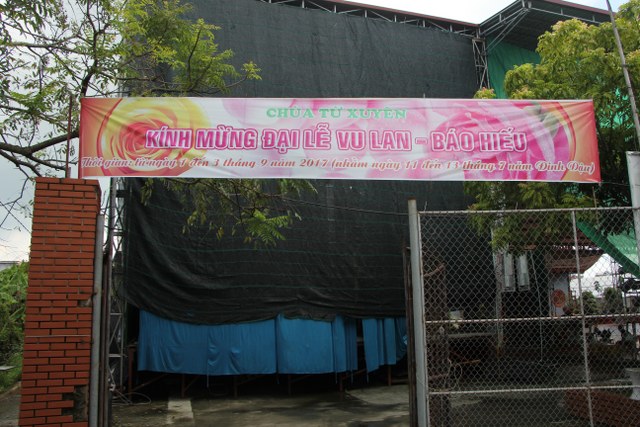 CHÙA TỪ XUYÊN
KÍNH MỪNG ĐẠI LỄ VU LAN - BÁO HIẾU
Thời gian: từ ngày 1 đến 3 tháng 9 năm 2017 (nhằm ngày 11 đến 13 tháng 7 năm Đinh Dậu)